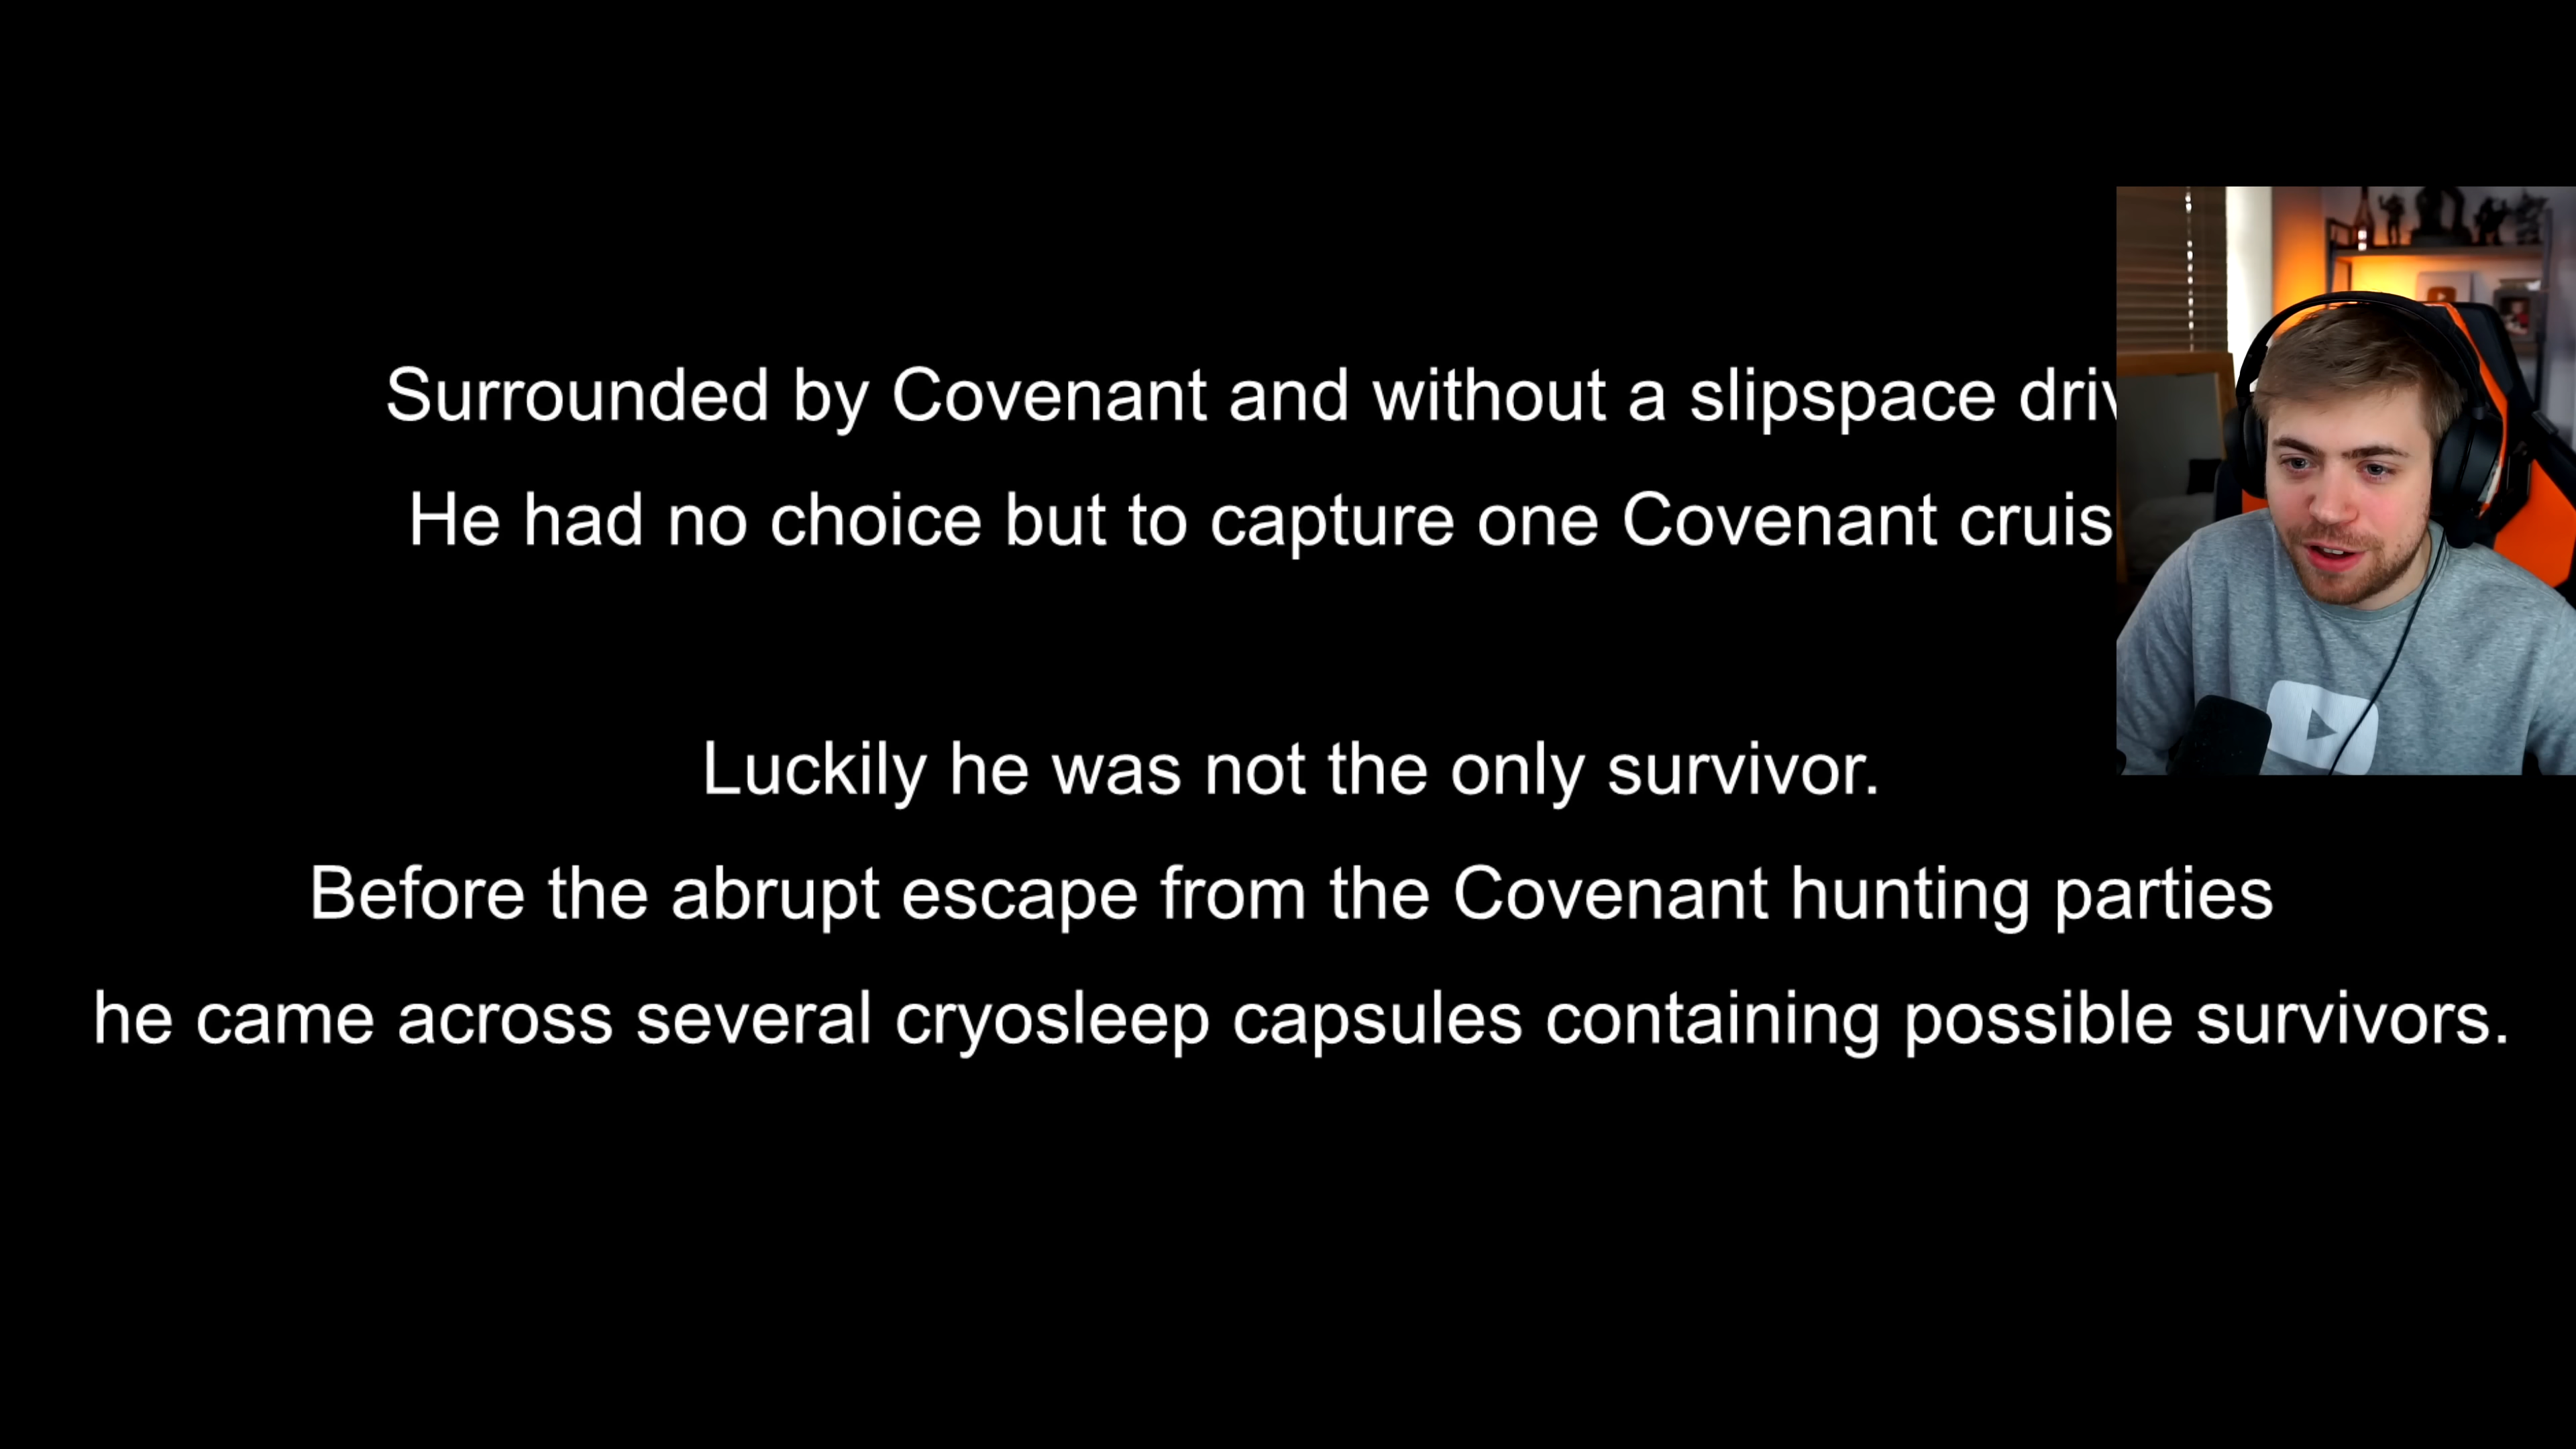 Surrounded by Covenant and without a slipspace
He had no choice but to capture one Covenant
Luckily he was not the only survivor.
Before the abrupt escape from the Covenant hunting parties
he came across several cryosleep capsules containing possible survivors.